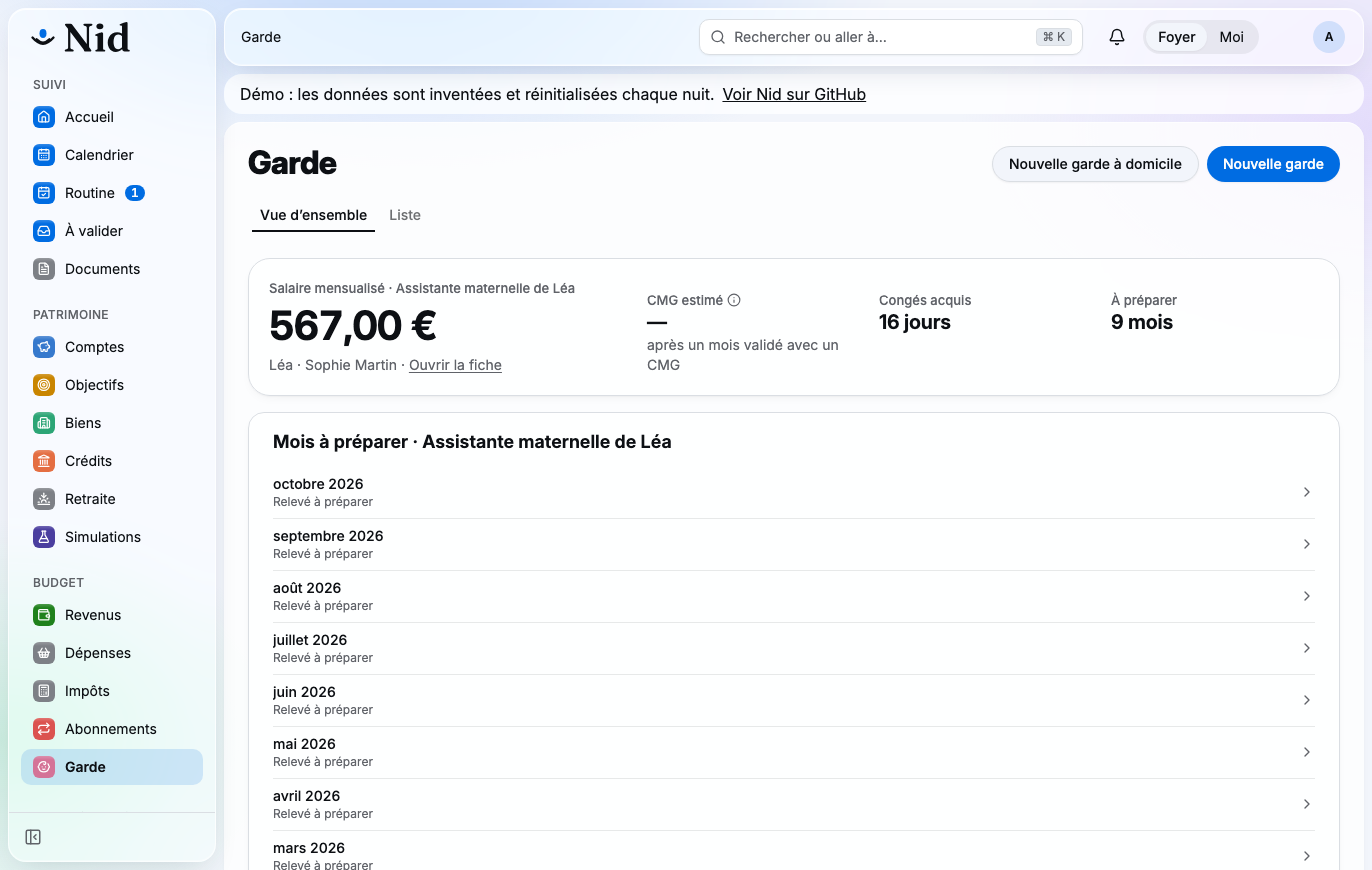 Nid
SUIVI
Accueil
Calendrier
Routine 1
À valider
Documents
PATRIMOINE
Comptes
Objectifs
Biens
Crédits
Retraite
Simulations
BUDGET
Revenus
Dépenses
Impôts
Abonnements
Garde
Garde
Rechercher ou aller à...
⌘ K
Foyer
Moi
A
Démo : les données sont inventées et réinitialisées chaque nuit. Voir Nid sur GitHub
Garde
Nouvelle garde à domicile
Nouvelle garde
Vue d’ensemble
Liste
Salaire mensualisé · Assistante maternelle de Léa
567,00 €
Léa · Sophie Martin · Ouvrir la fiche
CMG estimé
—
après un mois validé avec un
CMG
Congés acquis
16 jours
À préparer
9 mois
Mois à préparer · Assistante maternelle de Léa
octobre 2026
Relevé à préparer
septembre 2026
Relevé à préparer
août 2026
Relevé à préparer
juillet 2026
Relevé à préparer
juin 2026
Relevé à préparer
mai 2026
Relevé à préparer
avril 2026
Relevé à préparer
mars 2026
Relevé à préparer